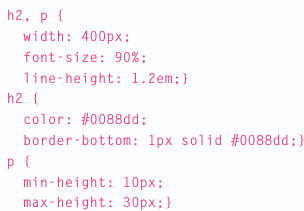 h2, p {
  width: 400px;
  font-size: 90%;
  line-height: 1.2em;}
h2 {
  color: #0088dd;
  border-bottom: 1px solid #0088dd;}
p {
  min-height: 10px;
  max-height: 30px;}